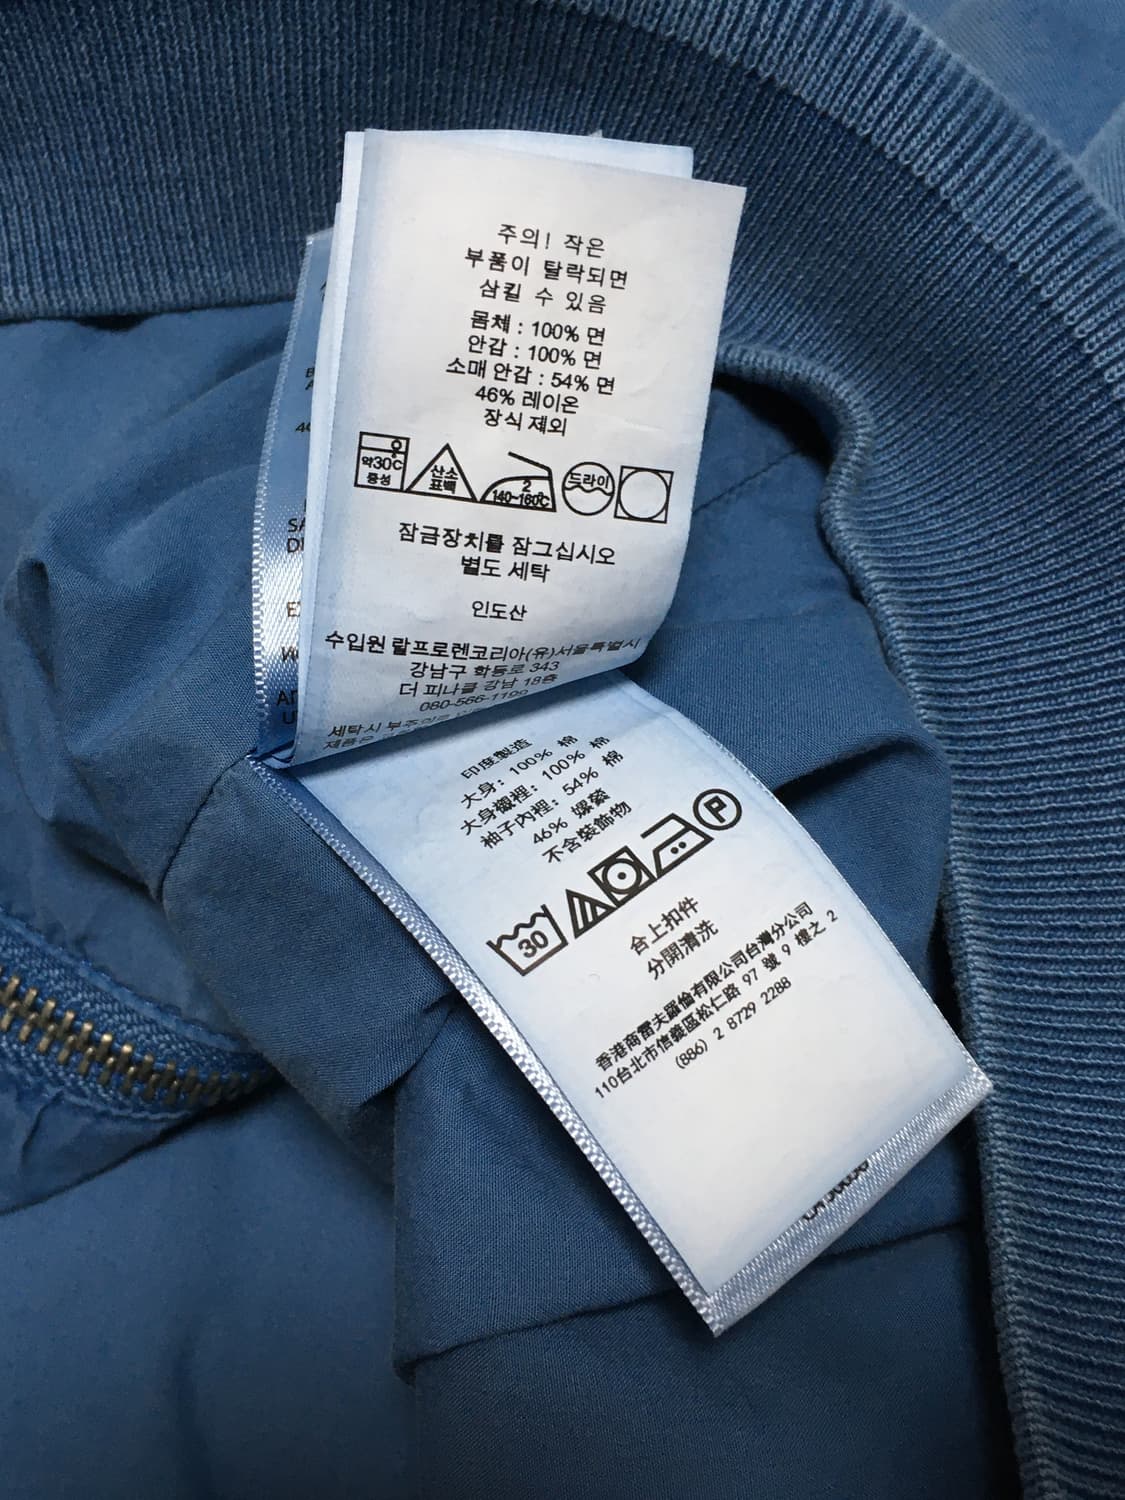 주의! 작은
부품이 탈락되면
삼킬 수 있음
몸체 : 100% 면
안감 : 100% 면
소매 안감 : 54% 면
46% 레이온
장식 제외
약30℃
중성
산소
표백
2
140~160℃
드라이
잠금장치를 잠그십시오
별도 세탁
인도산
수입원 랄프로렌코리아(유)서울특별시
강남구 학동로 343
더 피나클 강남 18층
080-566-1199
세탁시
제품은
印度製造
大身: 100% 棉
大身襯裡: 100% 棉
袖子內裡: 54% 棉
46% 嫘縈
不含裝飾物
30
P
合上扣件
分開清洗
香港商雷夫羅倫有限公司台灣分公司
110台北市信義區松仁路 97 號 9 樓之 2
(886) 2 8729 2288